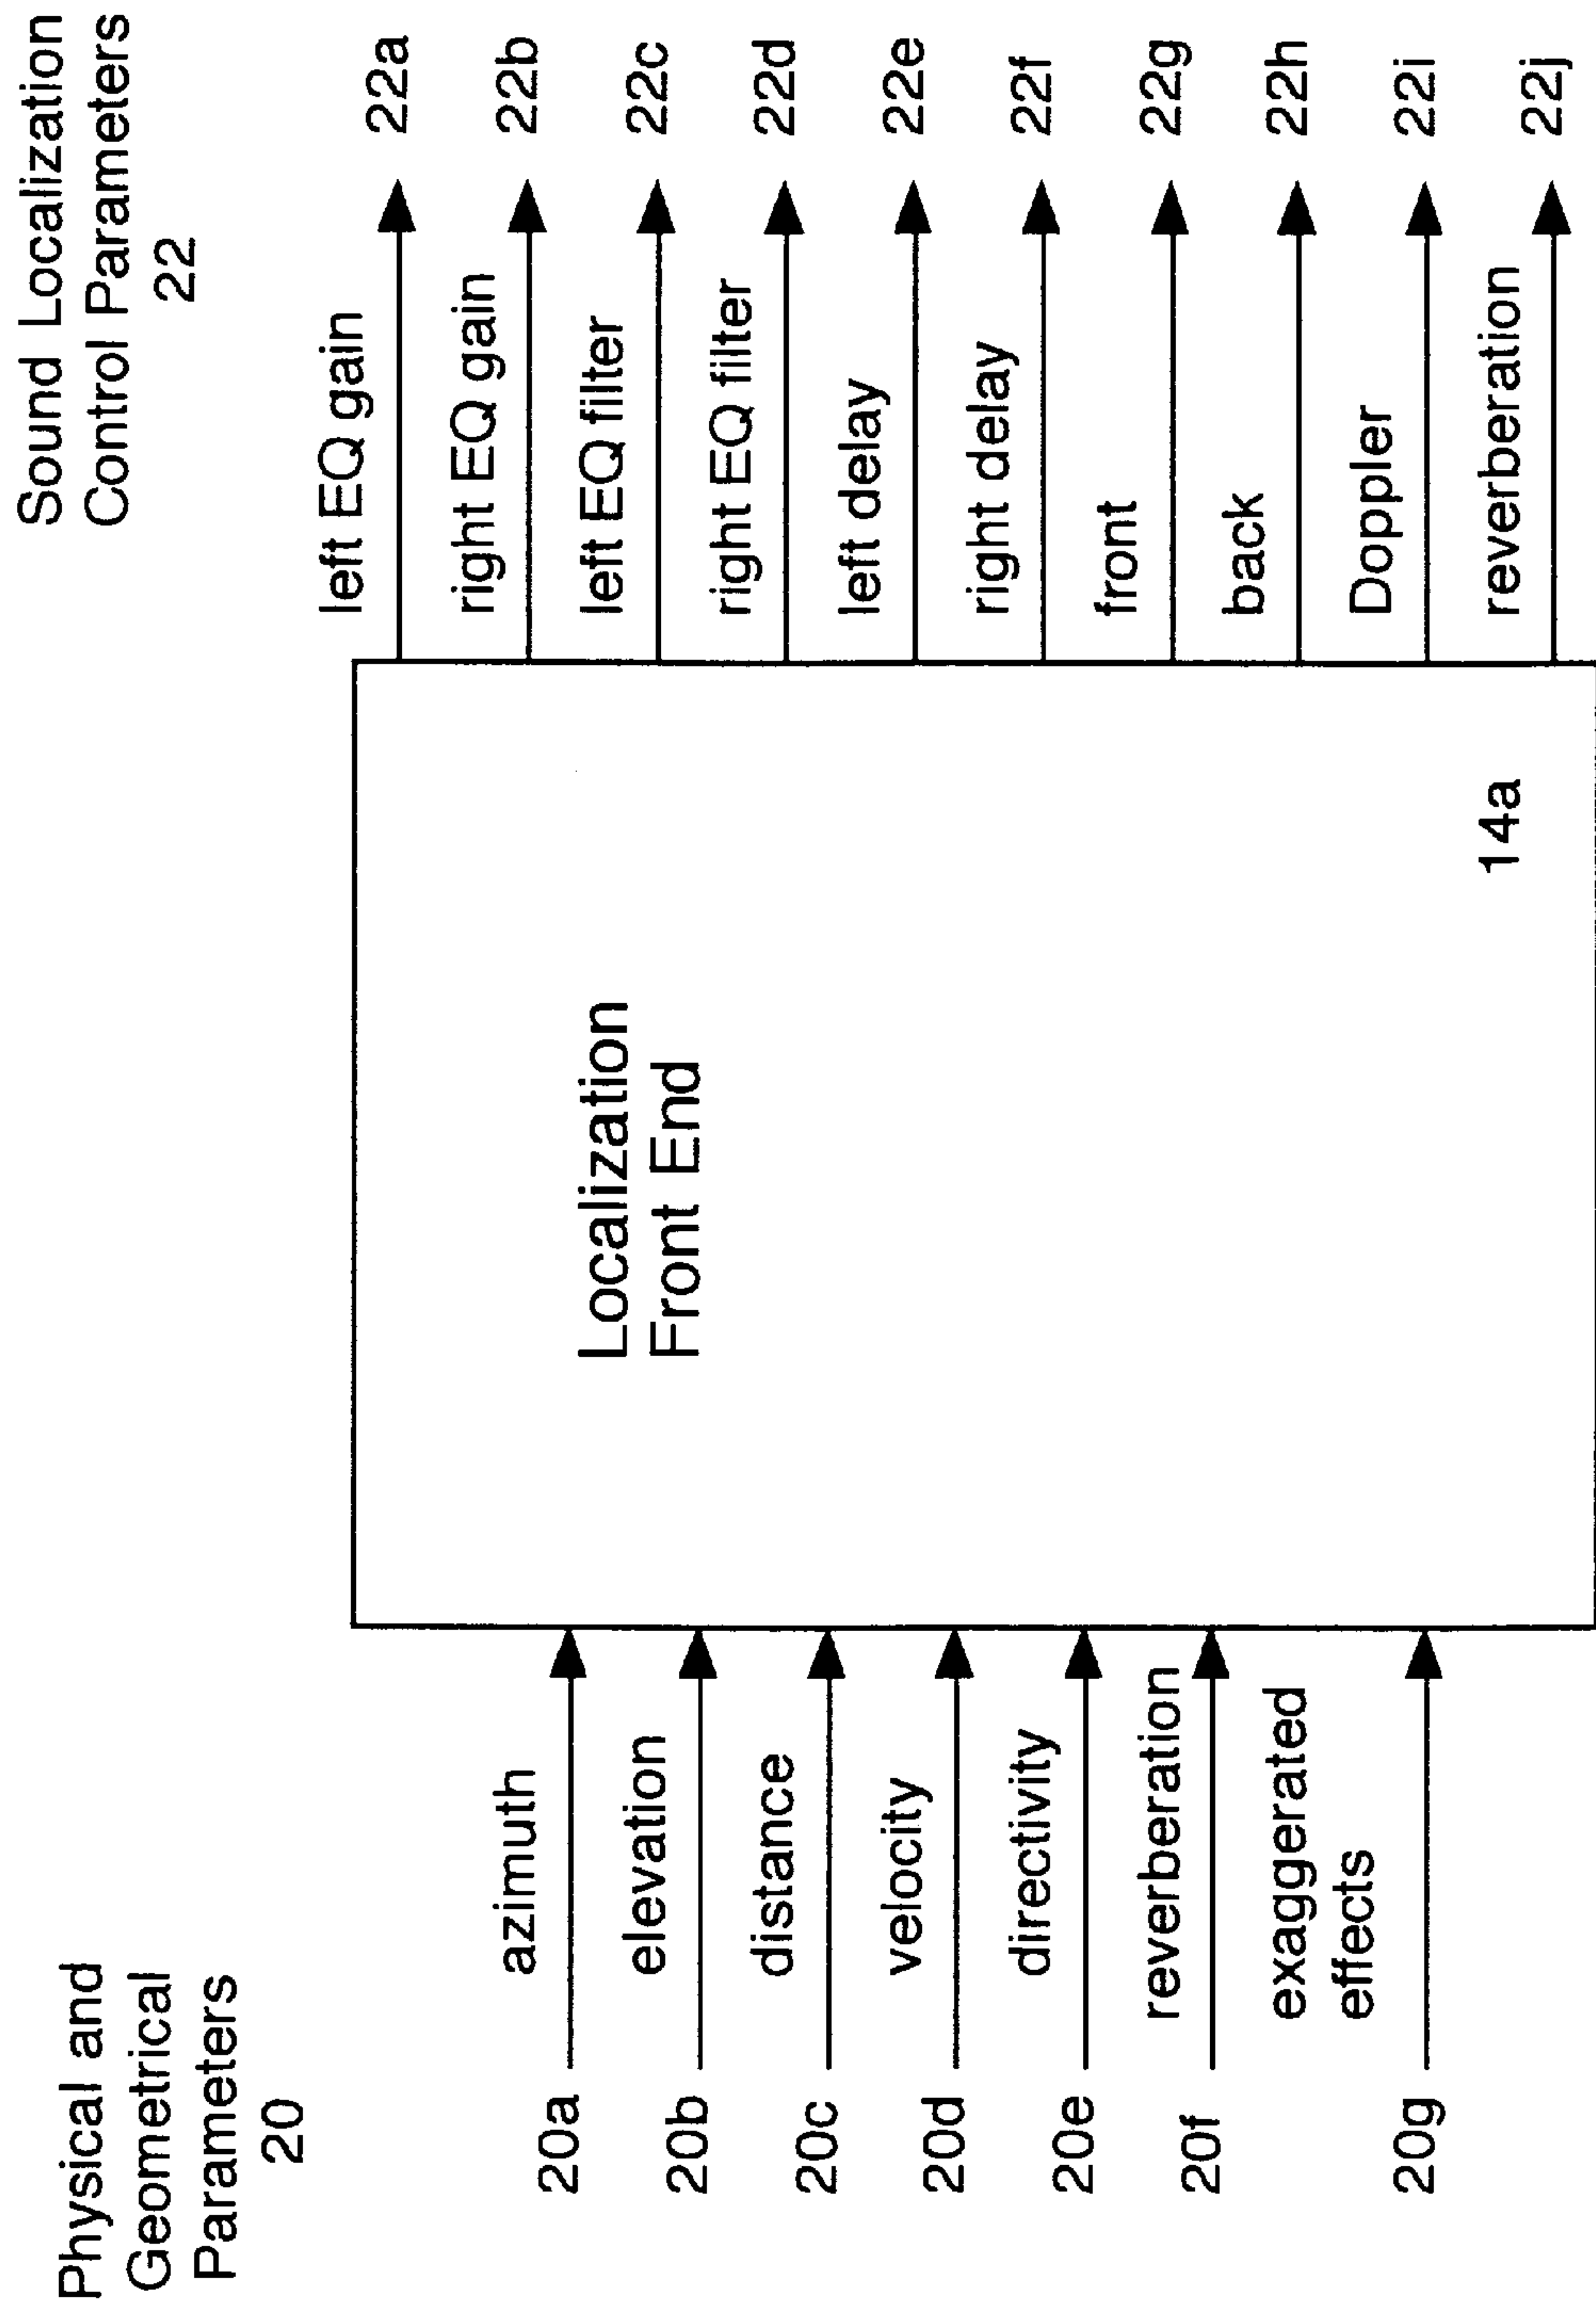 Physical and
Geometrical
Parameters
20
20a azimuth
20b elevation
20c distance
20d velocity
20e directivity
20f reverberation
20g exaggerated
effects
Localization
Front End
14a
Sound Localization
Control Parameters
22
left EQ gain 22a
right EQ gain 22b
left EQ filter 22c
right EQ filter 22d
left delay 22e
right delay 22f
front 22g
back 22h
Doppler 22i
reverberation 22j